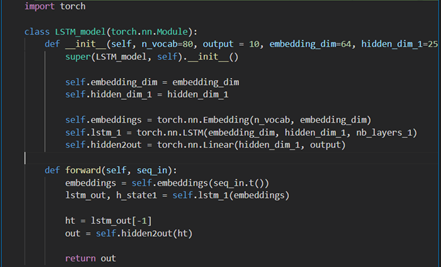 import torch
class LSTM_model(torch.nn.Module):
def __init__(self, n_vocab=80, output = 10, embedding_dim=64, hidden_dim_1=25
super(LSTM_model, self).__init__()
self.embedding_dim = embedding_dim
self.hidden_dim_1 = hidden_dim_1
self.embeddings = torch.nn.Embedding(n_vocab, embedding_dim)
self.lstm_1 = torch.nn.LSTM(embedding_dim, hidden_dim_1, nb_layers_1)
self.hidden2out = torch.nn.Linear(hidden_dim_1, output)
def forward(self, seq_in):
embeddings = self.embeddings(seq_in.t())
lstm_out, h_state1 = self.lstm_1(embeddings)
ht = lstm_out[-1]
out = self.hidden2out(ht)
return out